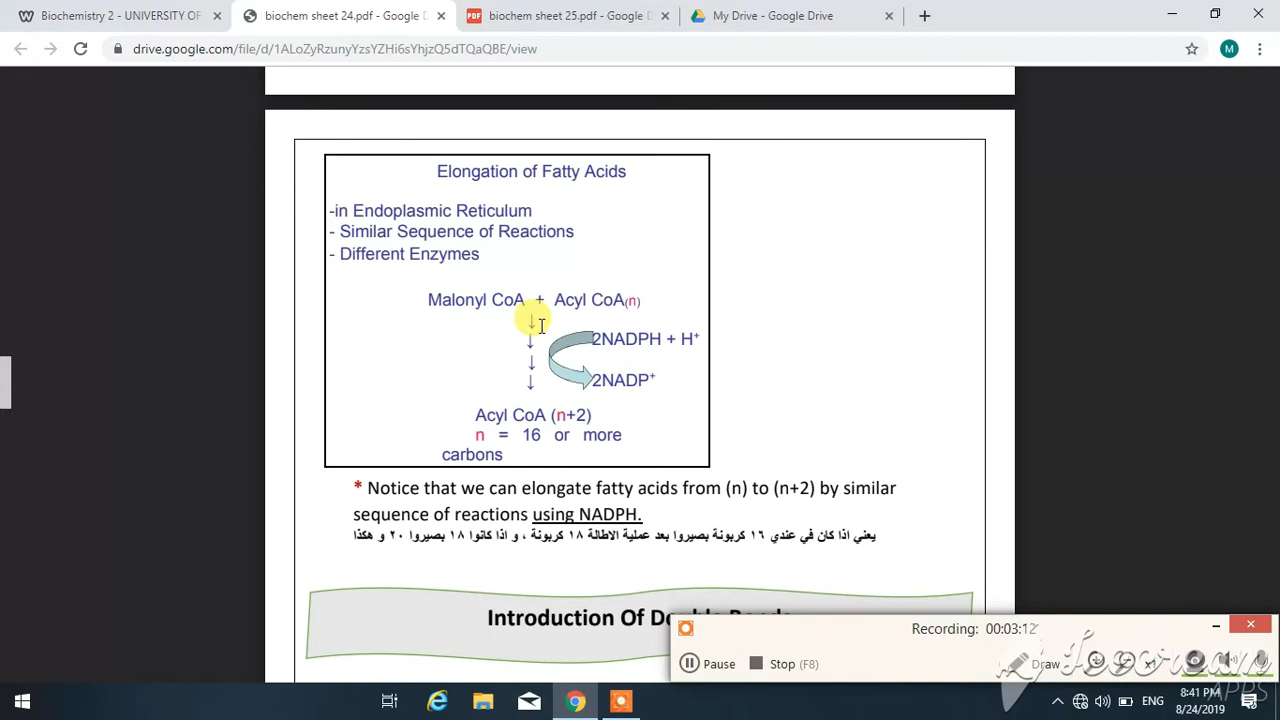 Biochemistry 2 - UNIVERSITY OF
biochem sheet 24.pdf - Google D
biochem sheet 25.pdf - Google D
My Drive - Google Drive
drive.google.com/file/d/1ALoZyRzunyYzsYZHi6sYhjzQ5dTQaQBE/view
M
Elongation of Fatty Acids
-in Endoplasmic Reticulum
- Similar Sequence of Reactions
- Different Enzymes
Malonyl CoA + Acyl CoA(n)
↓
↓ 2NADPH + H⁺
↓
↓ 2NADP⁺
Acyl CoA (n+2)
n = 16 or more
carbons
* Notice that we can elongate fatty acids from (n) to (n+2) by similar
sequence of reactions using NADPH.
يعني اذا كان في عندي ١٦ كربونة بصيروا بعد عملية الاطالة ١٨ كربونة ، و اذا كانوا ١٨ بصيروا ٢٠ و هكذا
Introduction Of Double Bonds
Recording: 00:03:12
Pause
Stop (F8)
Draw
x1
Icecream
APPS
ENG
8:41 PM
8/24/2019